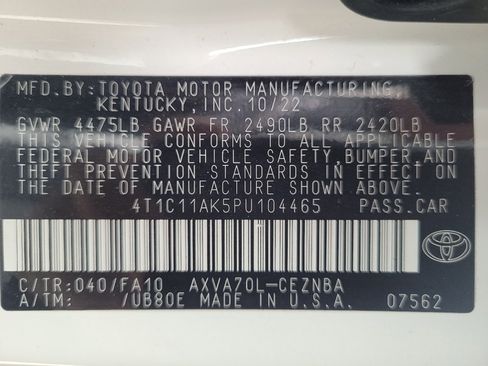 MFD.BY:TOYOTA MOTOR MANUFACTURING,
KENTUCKY,INC.10/22
GVWR 4475LB GAWR FR 2490LB RR 2420LB
THIS VEHICLE CONFORMS TO ALL APPLICABLE
FEDERAL MOTOR VEHICLE SAFETY,BUMPER,AND
THEFT PREVENTION STANDARDS IN EFFECT ON
THE DATE OF MANUFACTURE SHOWN ABOVE.
4T1C11AK5PU104465 PASS.CAR
C/TR:040/FA10 AXVA70L-CEZNBA
A/TM: /UB80E MADE IN U.S.A. 07562